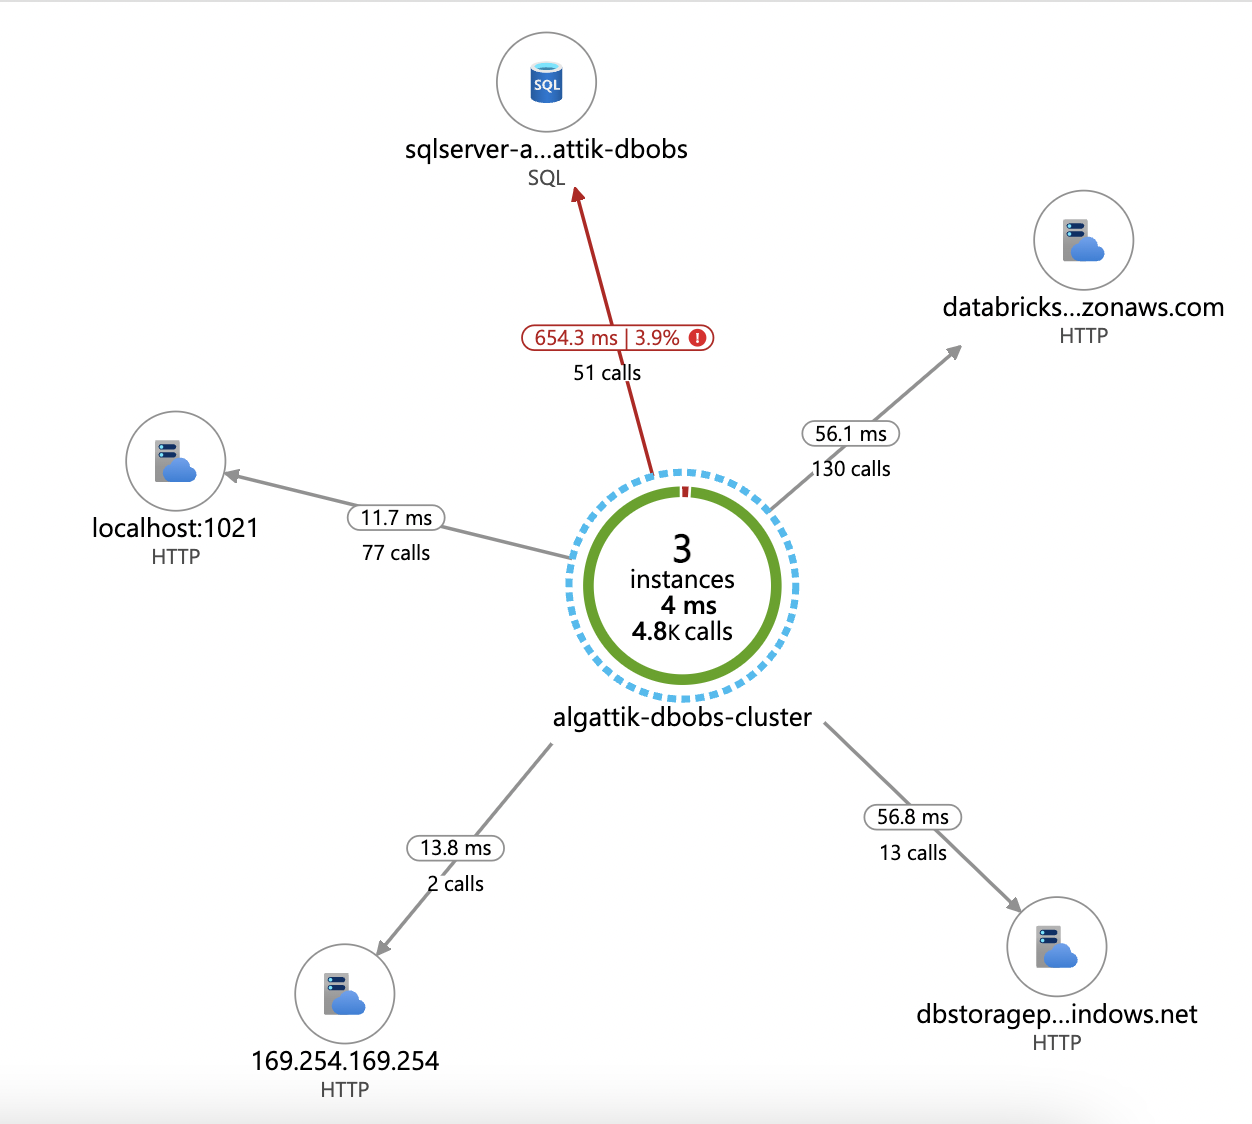 SQL
sqlserver-a...attik-dbobs
SQL
databricks...zonaws.com
HTTP
654.3 ms | 3.9% !
51 calls
56.1 ms
130 calls
localhost:1021
HTTP
11.7 ms
77 calls
3
instances
4 ms
4.8K calls
algattik-dbobs-cluster
13.8 ms
2 calls
56.8 ms
13 calls
169.254.169.254
HTTP
dbstoragep...indows.net
HTTP